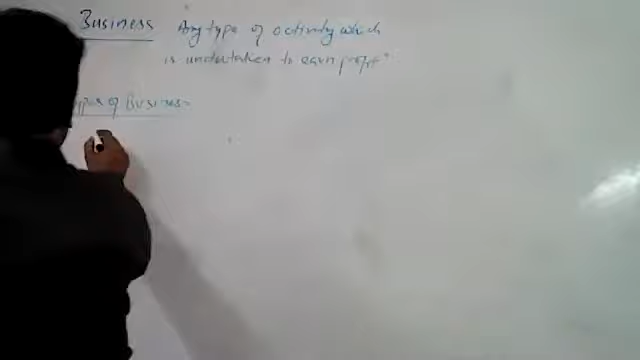 Business Any type of activity which
is undertaken to earn profit"
Types of Business